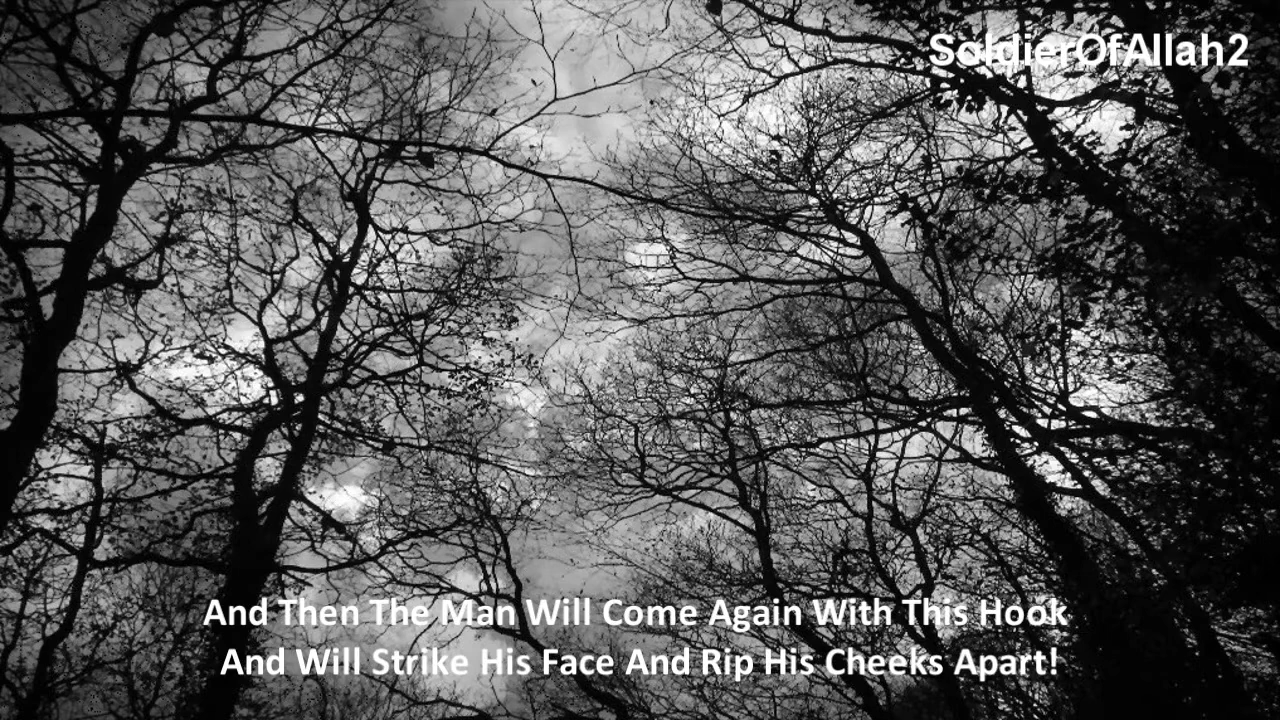 SoldierOfAllah2
And Then The Man Will Come Again With This Hook
And Will Strike His Face And Rip His Cheeks Apart!